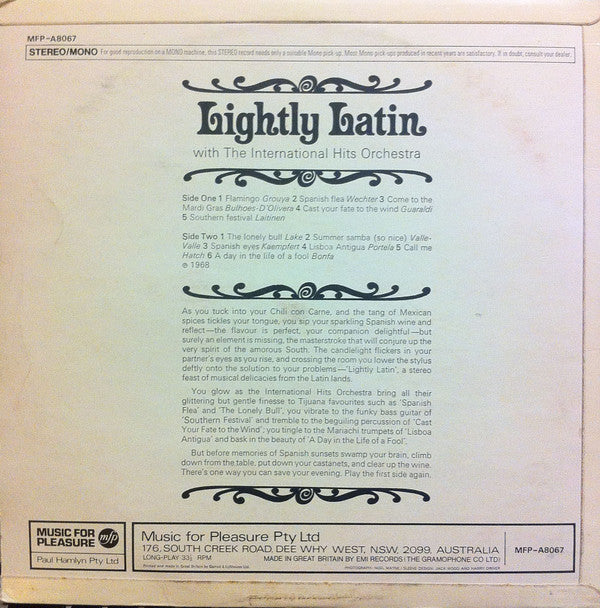 MFP-A8067
STEREO/MONO For good reproduction on a MONO machine, this STEREO record needs only a suitable Mono pick-up. Most Mono pick-ups produced in recent years are satisfactory. If in doubt, consult your dealer.
Lightly Latin
with The International Hits Orchestra
Side One 1 Flamingo Grouya 2 Spanish flea Wechter 3 Come to the
Mardi Gras Bulhoes-D'Olivera 4 Cast your fate to the wind Guaraldi
5 Southern festival Laitinen
Side Two 1 The lonely bull Lake 2 Summer samba (so nice) Valle-
Valle 3 Spanish eyes Kaempfert 4 Lisboa Antigua Portela 5 Call me
Hatch 6 A day in the life of a fool Bonfa
℗ 1968
As you tuck into your Chili con Carne, and the tang of Mexican
spices tickles your tongue, you sip your sparkling Spanish wine and
reflect—the flavour is perfect, your companion delightful—but
surely an element is missing, the masterstroke that will conjure up the
very spirit of the amorous South. The candlelight flickers in your
partner's eyes as you rise, and crossing the room you lower the stylus
deftly onto the solution to your problems—'Lightly Latin', a stereo
feast of musical delicacies from the Latin lands.
You glow as the International Hits Orchestra bring all their
glittering but gentle finesse to Tijuana favourites such as 'Spanish
Flea' and 'The Lonely Bull', you vibrate to the funky bass guitar of
'Southern Festival' and tremble to the beguiling percussion of 'Cast
Your Fate to the Wind'; you tingle to the Mariachi trumpets of 'Lisboa
Antigua' and bask in the beauty of 'A Day in the Life of a Fool'.
But before memories of Spanish sunsets swamp your brain, climb
down from the table, put down your castanets, and clear up the wine.
There's one way you can save your evening. Play the first side again.
MUSIC FOR
PLEASURE mfp
Paul Hamlyn Pty Ltd
Music for Pleasure Pty Ltd
176, SOUTH CREEK ROAD, DEE WHY WEST, NSW, 2099, AUSTRALIA
LONG-PLAY 33⅓ RPM MADE IN GREAT BRITAIN BY EMI RECORDS (THE GRAMOPHONE CO LTD)
Printed and made in Great Britain by Garrod & Lofthouse Ltd.
MFP-A8067